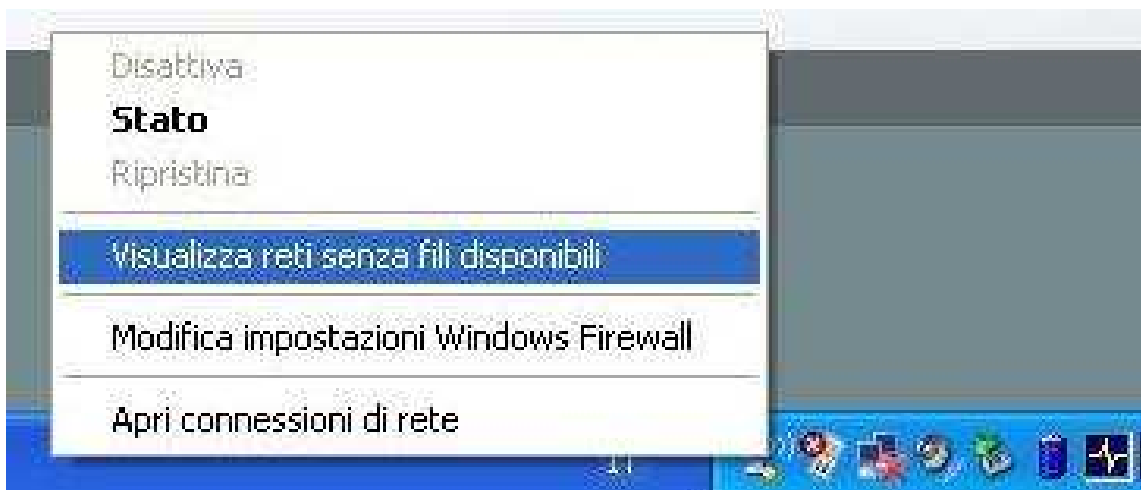 Disattiva
Stato
Ripristina
Visualizza reti senza fili disponibili
Modifica impostazioni Windows Firewall
Apri connessioni di rete